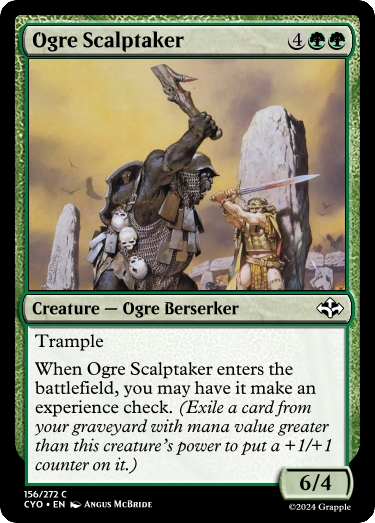 Ogre Scalptaker 4
Creature — Ogre Berserker
Trample
When Ogre Scalptaker enters the
battlefield, you may have it make an
experience check. (Exile a card from
your graveyard with mana value greater
than this creature's power to put a +1/+1
counter on it.)
6/4
156/272 C
CYO • EN Angus McBride
©2024 Grapple